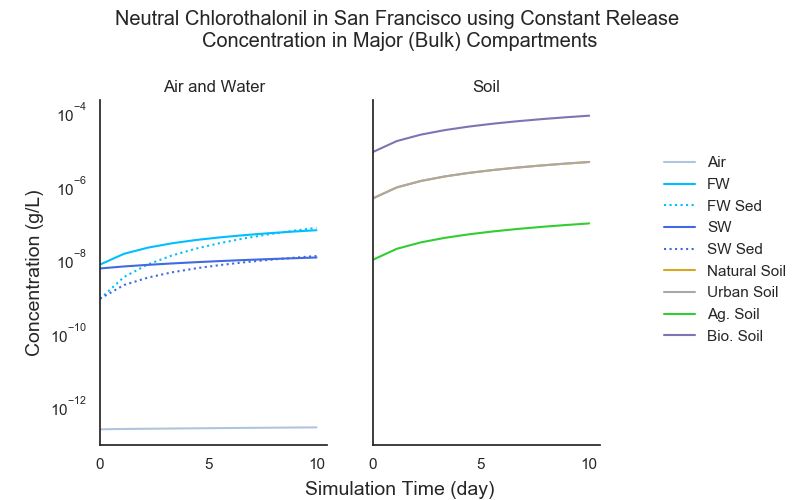 Neutral Chlorothalonil in San Francisco using Constant Release
Concentration in Major (Bulk) Compartments
Air and Water
Soil
Concentration (g/L)
10⁻⁴
10⁻⁶
10⁻⁸
10⁻¹⁰
10⁻¹²
0 5 10
0 5 10
Simulation Time (day)
Air
FW
FW Sed
SW
SW Sed
Natural Soil
Urban Soil
Ag. Soil
Bio. Soil